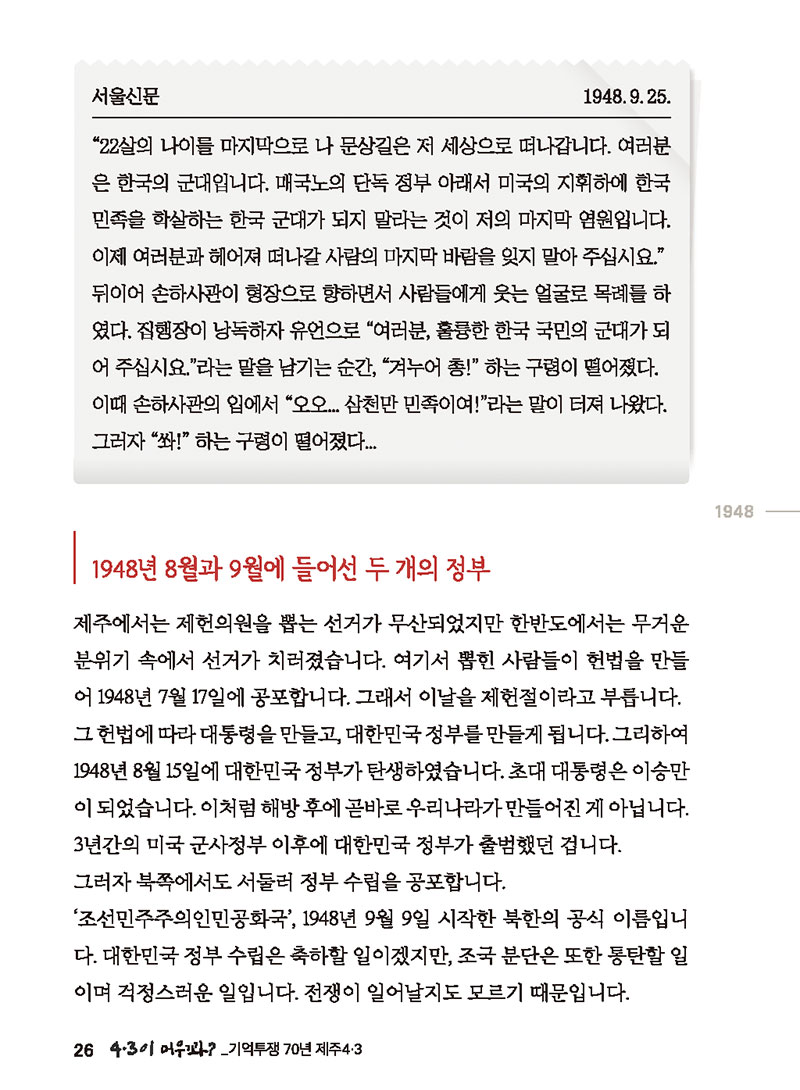 서울신문 1948. 9. 25.
“22살의 나이를 마지막으로 나 문상길은 저 세상으로 떠나갑니다. 여러분
은 한국의 군대입니다. 매국노의 단독 정부 아래서 미국의 지휘하에 한국
민족을 학살하는 한국 군대가 되지 말라는 것이 저의 마지막 염원입니다.
이제 여러분과 헤어져 떠나갈 사람의 마지막 바람을 잊지 말아 주십시요.”
뒤이어 손하사관이 형장으로 향하면서 사람들에게 웃는 얼굴로 목례를 하
였다. 집행장이 낭독하자 유언으로 “여러분, 훌륭한 한국 국민의 군대가 되
어 주십시요.”라는 말을 남기는 순간, “겨누어 총!” 하는 구령이 떨어졌다.
이때 손하사관의 입에서 “오오... 삼천만 민족이여!”라는 말이 터져 나왔다.
그러자 “쏴!” 하는 구령이 떨어졌다...
1948
1948년 8월과 9월에 들어선 두 개의 정부
제주에서는 제헌의원을 뽑는 선거가 무산되었지만 한반도에서는 무거운
분위기 속에서 선거가 치러졌습니다. 여기서 뽑힌 사람들이 헌법을 만들
어 1948년 7월 17일에 공포합니다. 그래서 이날을 제헌절이라고 부릅니다.
그 헌법에 따라 대통령을 만들고, 대한민국 정부를 만들게 됩니다. 그리하여
1948년 8월 15일에 대한민국 정부가 탄생하였습니다. 초대 대통령은 이승만
이 되었습니다. 이처럼 해방 후에 곧바로 우리나라가 만들어진 게 아닙니다.
3년간의 미국 군사정부 이후에 대한민국 정부가 출범했던 겁니다.
그러자 북쪽에서도 서둘러 정부 수립을 공포합니다.
‘조선민주주의인민공화국’, 1948년 9월 9일 시작한 북한의 공식 이름입니
다. 대한민국 정부 수립은 축하할 일이겠지만, 조국 분단은 또한 통탄할 일
이며 걱정스러운 일입니다. 전쟁이 일어날지도 모르기 때문입니다.
26 4·3이 머우꽈? _기억투쟁 70년 제주4·3